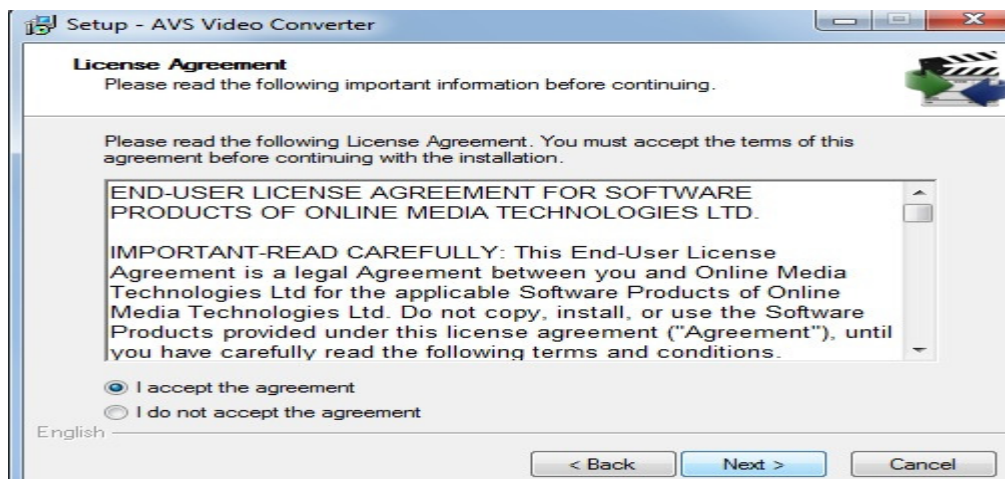 Setup - AVS Video Converter
License Agreement
Please read the following important information before continuing.
Please read the following License Agreement. You must accept the terms of this
agreement before continuing with the installation.
END-USER LICENSE AGREEMENT FOR SOFTWARE
PRODUCTS OF ONLINE MEDIA TECHNOLOGIES LTD.
IMPORTANT-READ CAREFULLY: This End-User License
Agreement is a legal Agreement between you and Online Media
Technologies Ltd for the applicable Software Products of Online
Media Technologies Ltd. Do not copy, install, or use the Software
Products provided under this license agreement ("Agreement"), until
you have carefully read the following terms and conditions.
I accept the agreement
I do not accept the agreement
English
< Back Next > Cancel